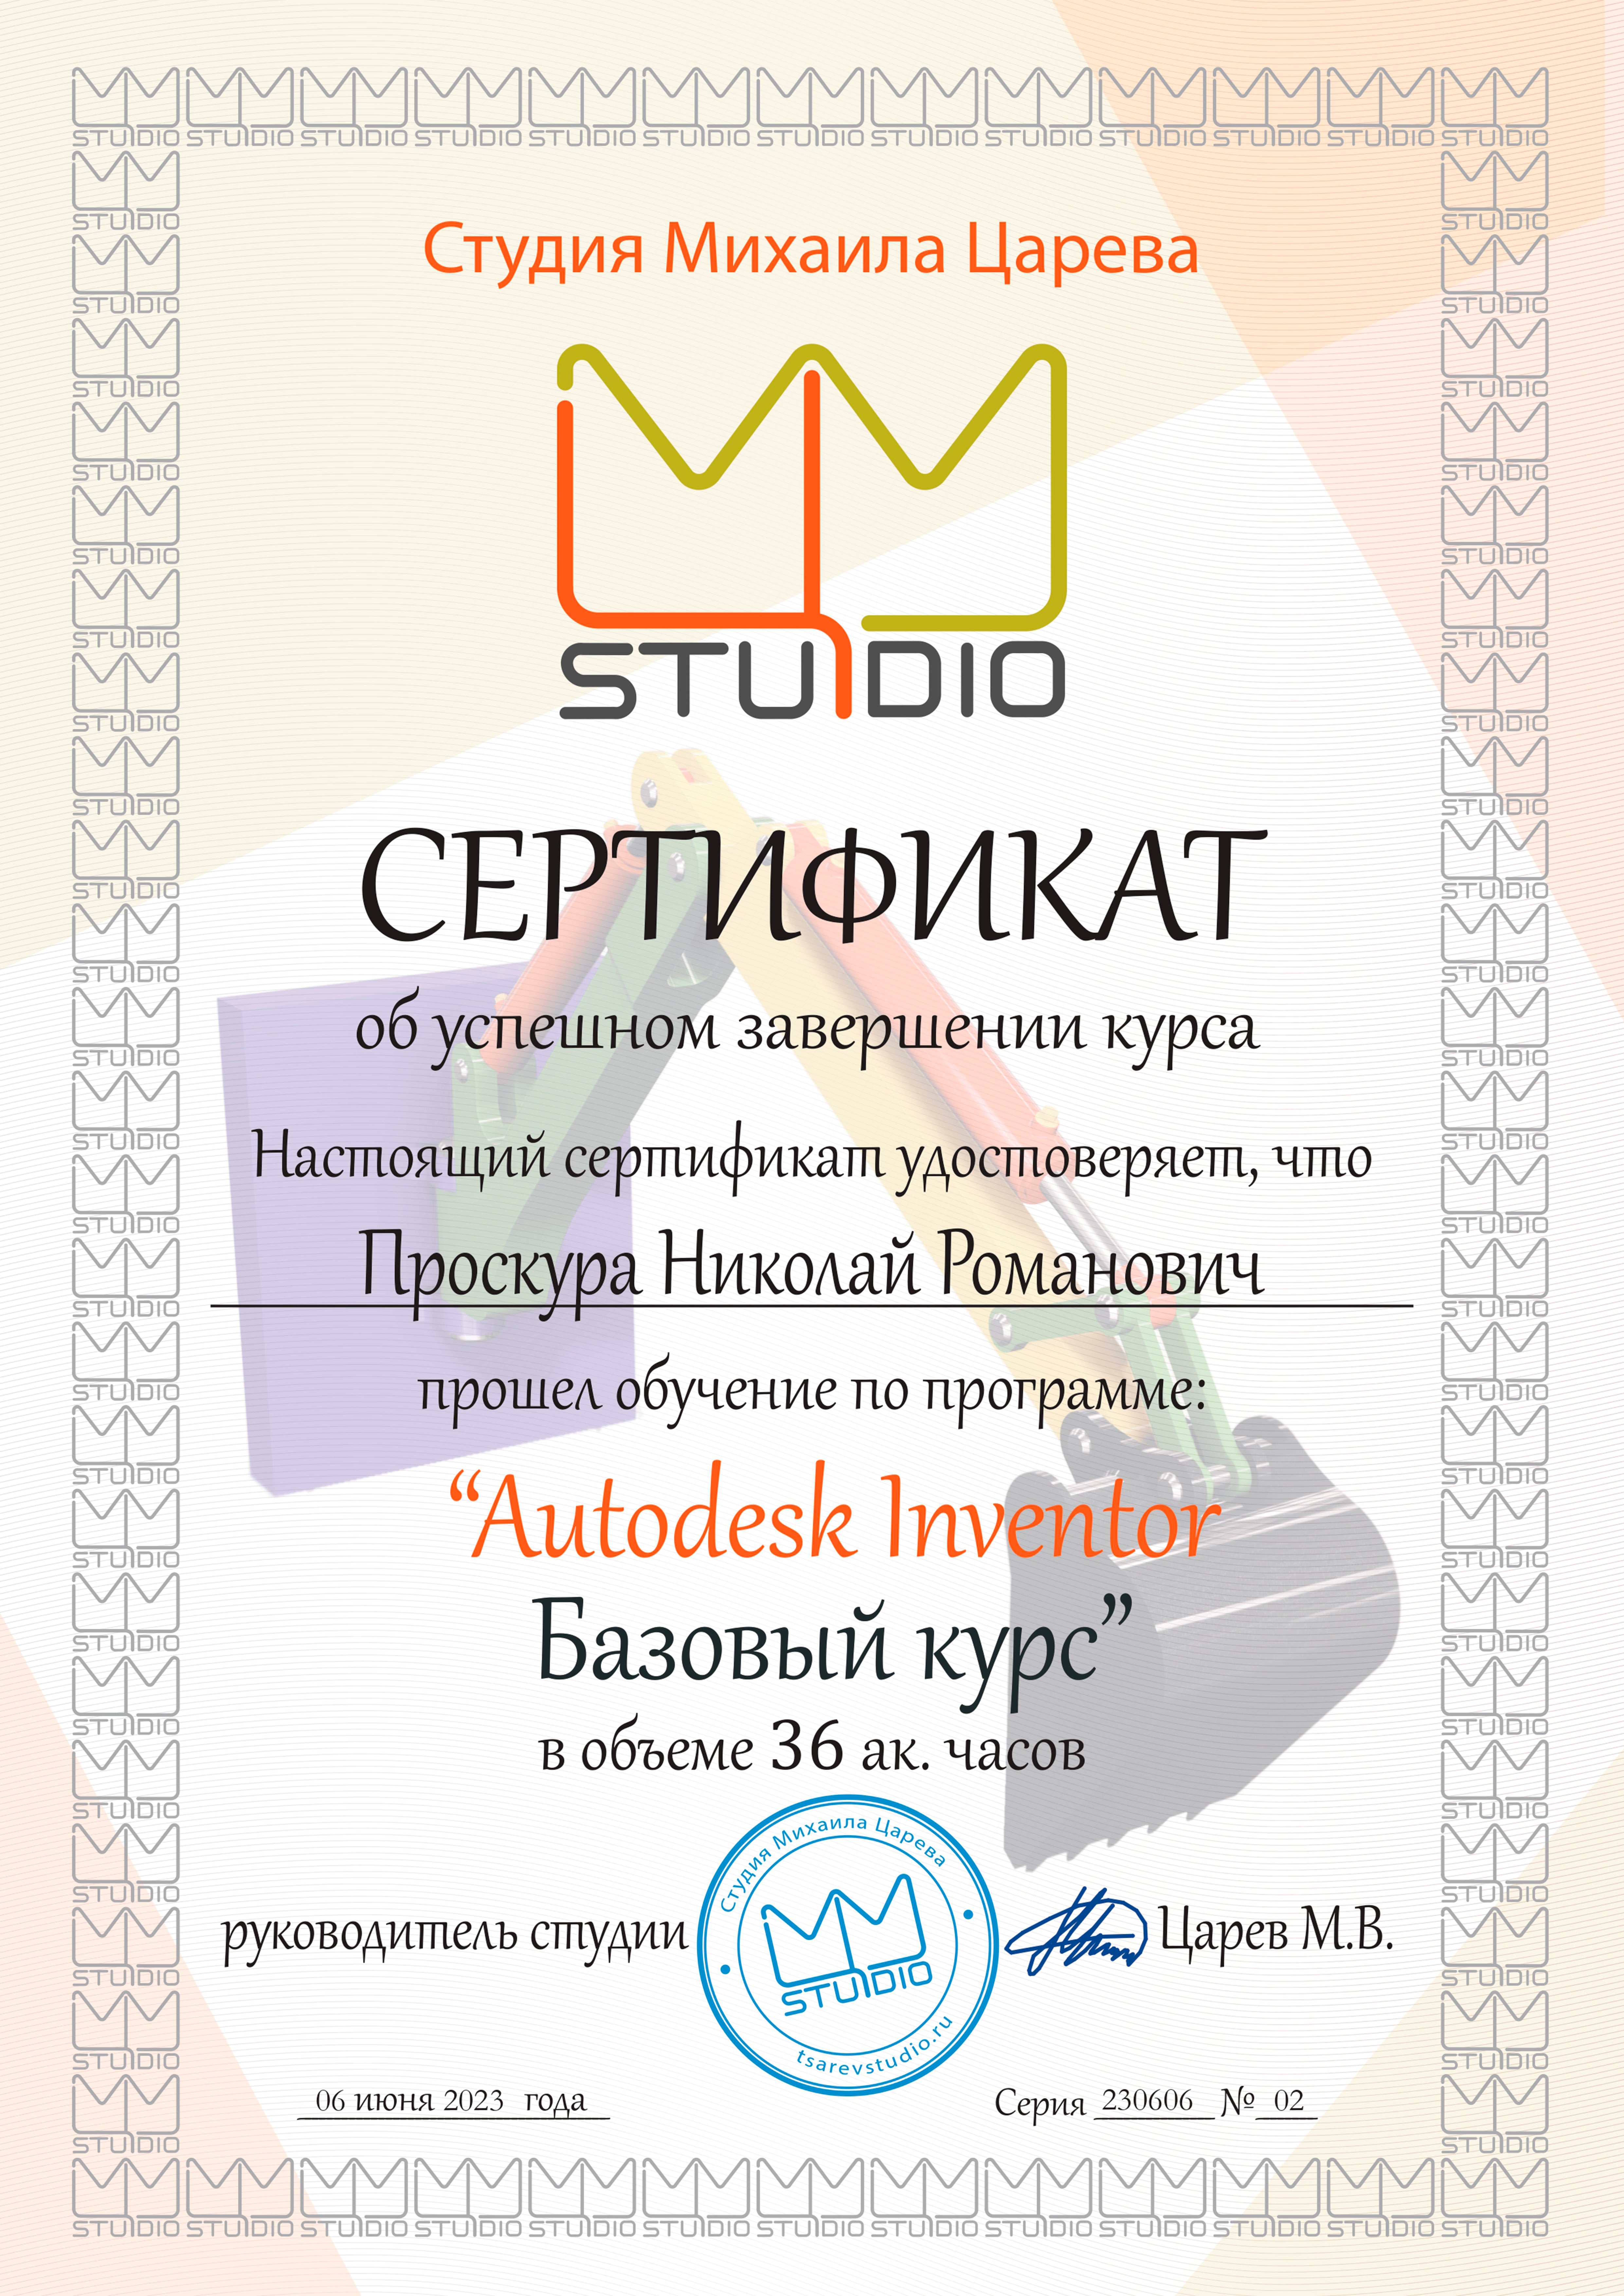 Студия Михаила Царева
STUDIO
СЕРТИФИКАТ
об успешном завершении курса
Настоящий сертификат удостоверяет, что
Проскура Николай Романович
прошел обучение по программе:
“Autodesk Inventor
Базовый курс”
в объеме 36 ак. часов
Студия Михаила Царева
STUDIO
tsarevstudio.ru
руководитель студии
Царев М.В.
06 июня 2023 года
Серия 230606 № 02